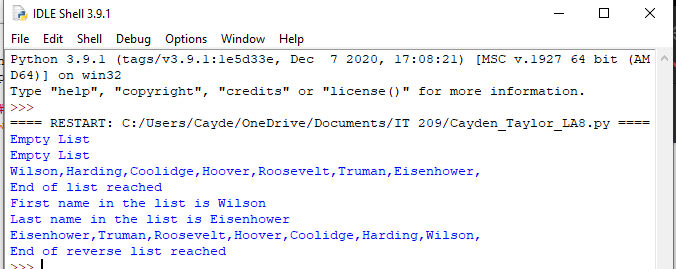 IDLE Shell 3.9.1
File Edit Shell Debug Options Window Help
Python 3.9.1 (tags/v3.9.1:1e5d33e, Dec  7 2020, 17:08:21) [MSC v.1927 64 bit (AM
D64)] on win32
Type "help", "copyright", "credits" or "license()" for more information.
>>>
==== RESTART: C:/Users/Cayde/OneDrive/Documents/IT 209/Cayden_Taylor_LA8.py ====
Empty List
Empty List
Wilson,Harding,Coolidge,Hoover,Roosevelt,Truman,Eisenhower,
End of list reached
First name in the list is Wilson
Last name in the list is Eisenhower
Eisenhower,Truman,Roosevelt,Hoover,Coolidge,Harding,Wilson,
End of reverse list reached
>>>